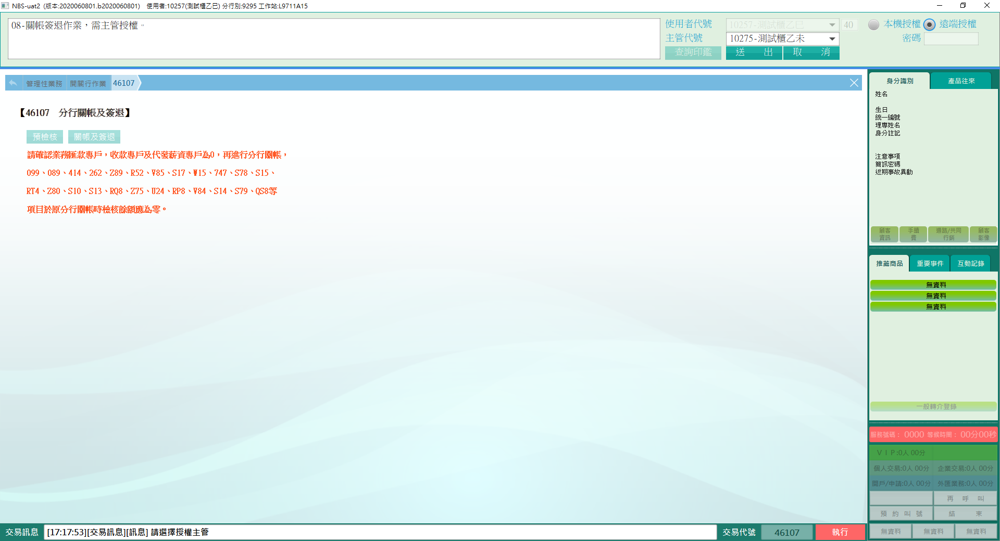 NBS-uat2 (版本:2020060801.b2020060801) 使用者:10257(測試櫃乙巳) 分行別:9295 工作站:L9711A15
08-關帳簽退作業，需主管授權。
使用者代號 10257-測試櫃乙巳 40 本機授權 遠端授權
主管代號 10275-測試櫃乙未 密碼
查詢印鑑 送 出 取 消
管理性業務 開關行作業 46107
【46107 分行關帳及簽退】
預檢核 關帳及簽退
請確認業務匯款專戶，收款專戶及代發薪資專戶為0，再進行分行關帳，
099、089、414、262、Z89、R52、V85、S17、W15、747、S78、S15、
RT4、Z80、S10、S13、RQ8、Z75、U24、RP8、V84、S14、S79、QS8等
項目於原分行關帳時檢核餘額應為零。
身分識別 產品往來
姓名
生日
統一編號
理專姓名
身分註記
注意事項
簡訊密碼
近期事故異動
顧客資訊 手續費 通路/共同行銷 顧客影像
推薦商品 重要事件 互動記錄
無資料
無資料
無資料
一般轉介登錄
服務號碼： 0000 等候時間： 00分00秒
ＶＩＰ:0人 00分
個人交易:0人 00分 企業交易:0人 00分
開戶/申請:0人 00分 外匯業務:0人 00分
再 呼 叫
預 約 叫 號 結 束
無資料 無資料 無資料
交易訊息 [17:17:53][交易訊息][訊息] 請選擇授權主管 交易代號 46107 執行